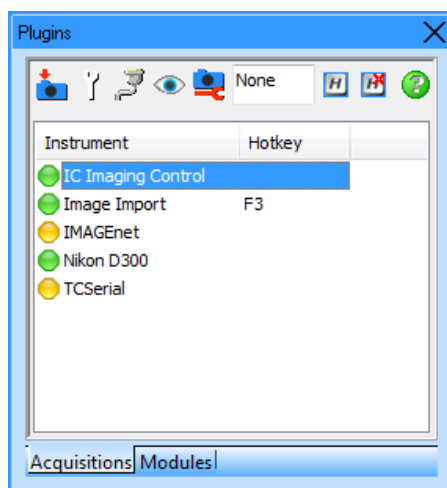 Plugins
None H H ?
Instrument Hotkey
IC Imaging Control
Image Import F3
IMAGEnet
Nikon D300
TCSerial
Acquisitions Modules